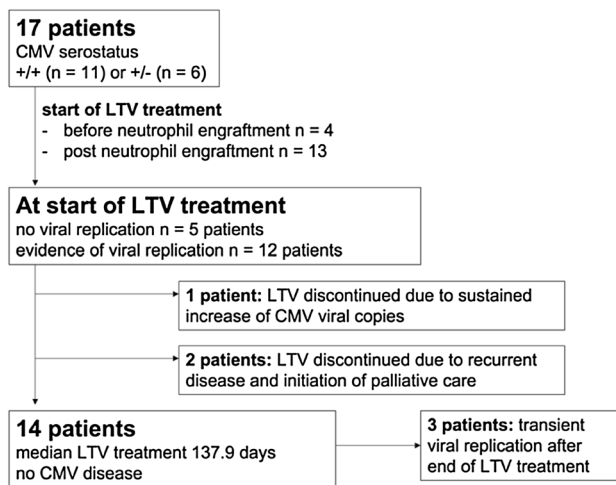 17 patients
CMV serostatus
+/+ (n = 11) or +/- (n = 6)
start of LTV treatment
- before neutrophil engraftment n = 4
- post neutrophil engraftment n = 13
At start of LTV treatment
no viral replication n = 5 patients
evidence of viral replication n = 12 patients
1 patient: LTV discontinued due to sustained
increase of CMV viral copies
2 patients: LTV discontinued due to recurrent
disease and initiation of palliative care
14 patients
median LTV treatment 137.9 days
no CMV disease
3 patients: transient
viral replication after
end of LTV treatment